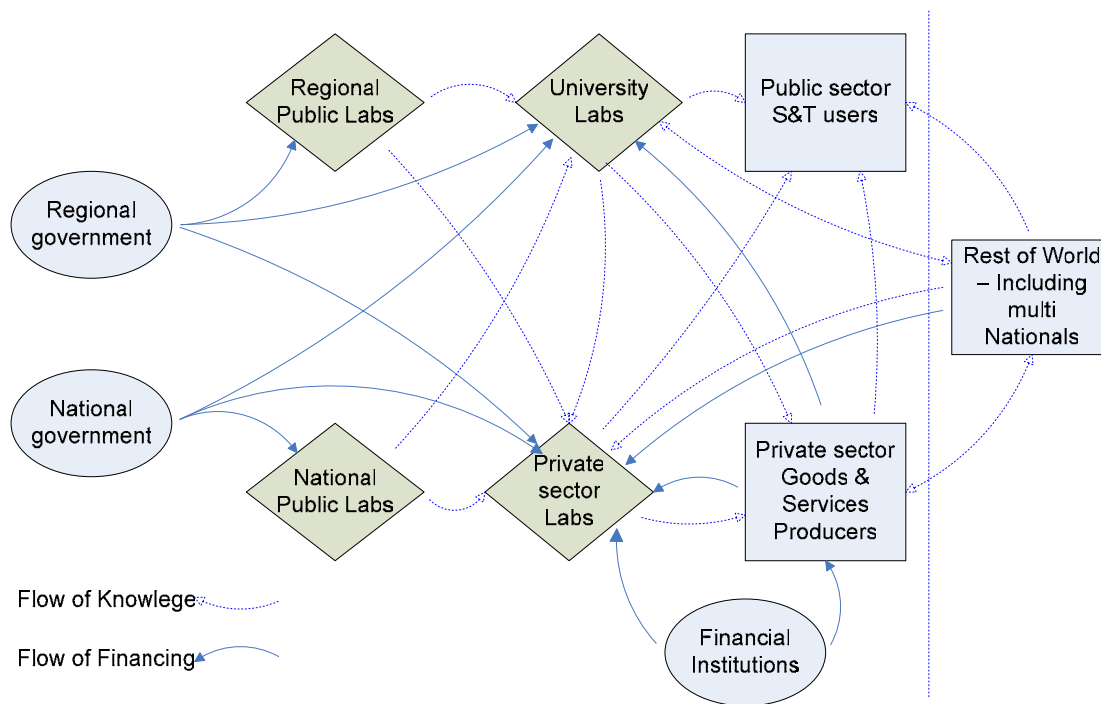 Regional
Public Labs
University
Labs
Public sector
S&T users
Regional
government
Rest of World
– Including
multi
Nationals
National
government
National
Public Labs
Private
sector
Labs
Private sector
Goods &
Services
Producers
Flow of Knowlege
Flow of Financing
Financial
Institutions